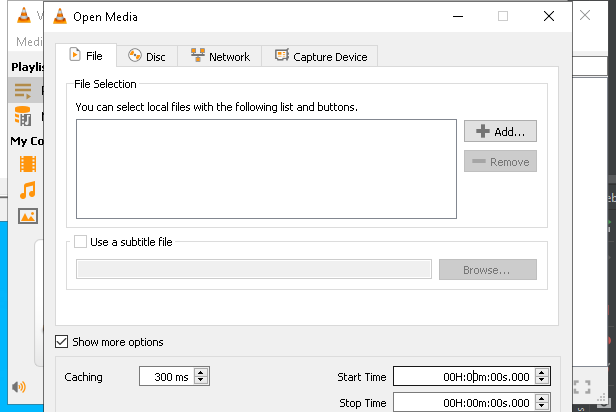 Open Media
Medi
File
Disc
Network
Capture Device
Playlis
File Selection
You can select local files with the following list and buttons.
Add...
Remove
My Co
Use a subtitle file
Browse...
Show more options
Caching
300 ms
Start Time
00H:00m:00s.000
Stop Time
00H:00m:00s.000